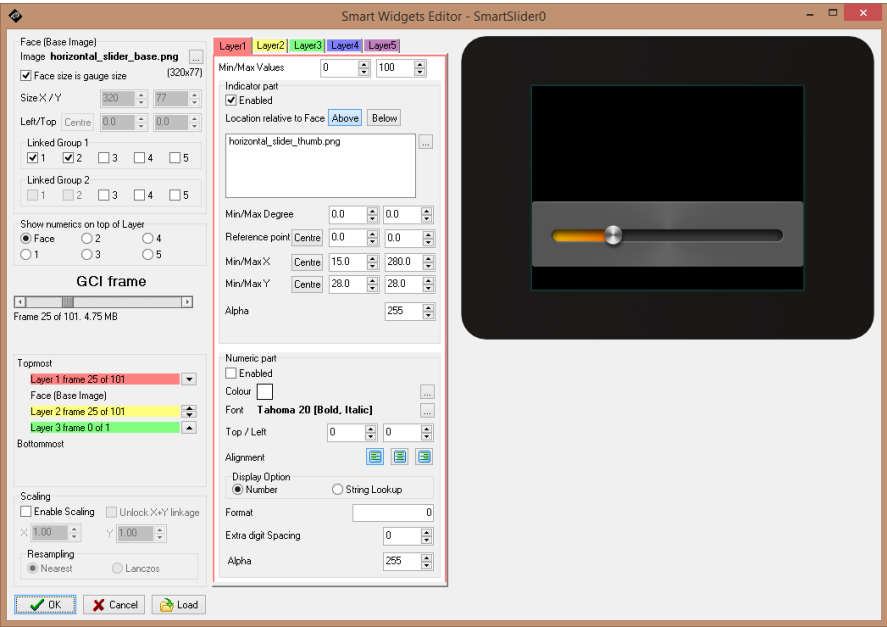 Smart Widgets Editor - SmartSlider0
Face (Base Image)
Image horizontal_slider_base.png ...
Face size is gauge size (320x77)
Size X / Y 320 77
Left/Top Centre 0.0 0.0
Linked Group 1
1 2 3 4 5
Linked Group 2
1 2 3 4 5
Show numerics on top of Layer
Face 2 4
1 3 5
GCI frame
Frame 25 of 101. 4.75 MB
Topmost
Layer 1 frame 25 of 101
Face (Base Image)
Layer 2 frame 25 of 101
Layer 3 frame 0 of 1
Bottommost
Scaling
Enable Scaling Unlock X+Y linkage
X 1.00 Y 1.00
Resampling
Nearest Lanczos
OK Cancel Load
Layer1 Layer2 Layer3 Layer4 Layer5
Min/Max Values 0 100
Indicator part
Enabled
Location relative to Face Above Below
horizontal_slider_thumb.png ...
Min/Max Degree 0.0 0.0
Reference point Centre 0.0 0.0
Min/Max X Centre 15.0 280.0
Min/Max Y Centre 28.0 28.0
Alpha 255
Numeric part
Enabled
Colour ...
Font Tahoma 20 [Bold, Italic] ...
Top / Left 0 0
Alignment
Display Option
Number String Lookup
Format 0
Extra digit Spacing 0
Alpha 255